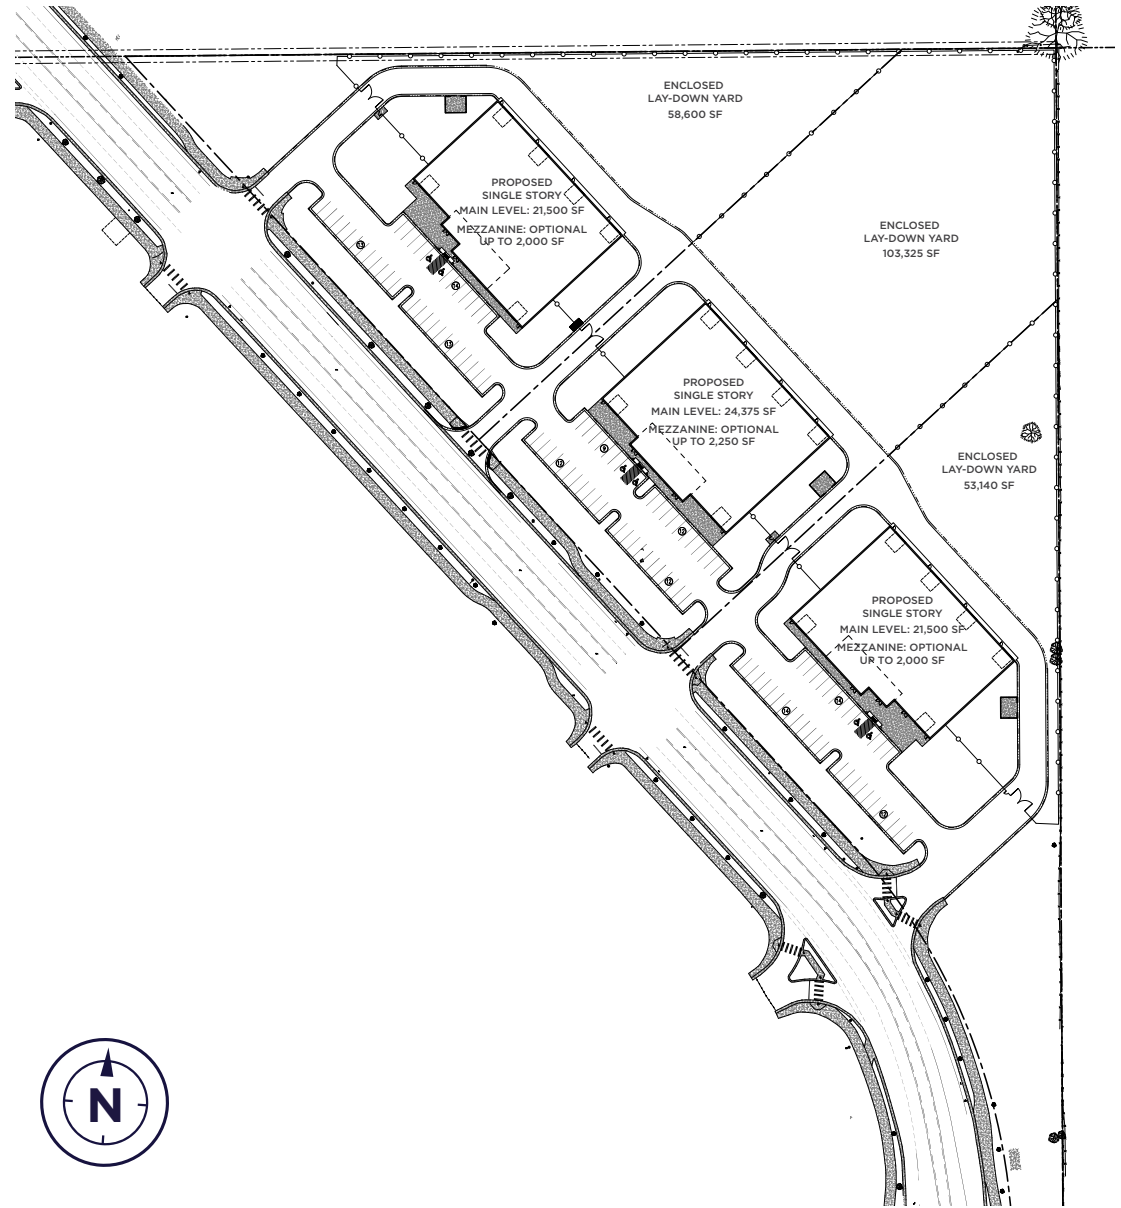 ENCLOSED
LAY-DOWN YARD
58,600 SF
PROPOSED
SINGLE STORY
MAIN LEVEL: 21,500 SF
MEZZANINE: OPTIONAL
UP TO 2,000 SF
ENCLOSED
LAY-DOWN YARD
103,325 SF
PROPOSED
SINGLE STORY
MAIN LEVEL: 24,375 SF
MEZZANINE: OPTIONAL
UP TO 2,250 SF
ENCLOSED
LAY-DOWN YARD
53,140 SF
PROPOSED
SINGLE STORY
MAIN LEVEL: 21,500 SF
MEZZANINE: OPTIONAL
UP TO 2,000 SF
N